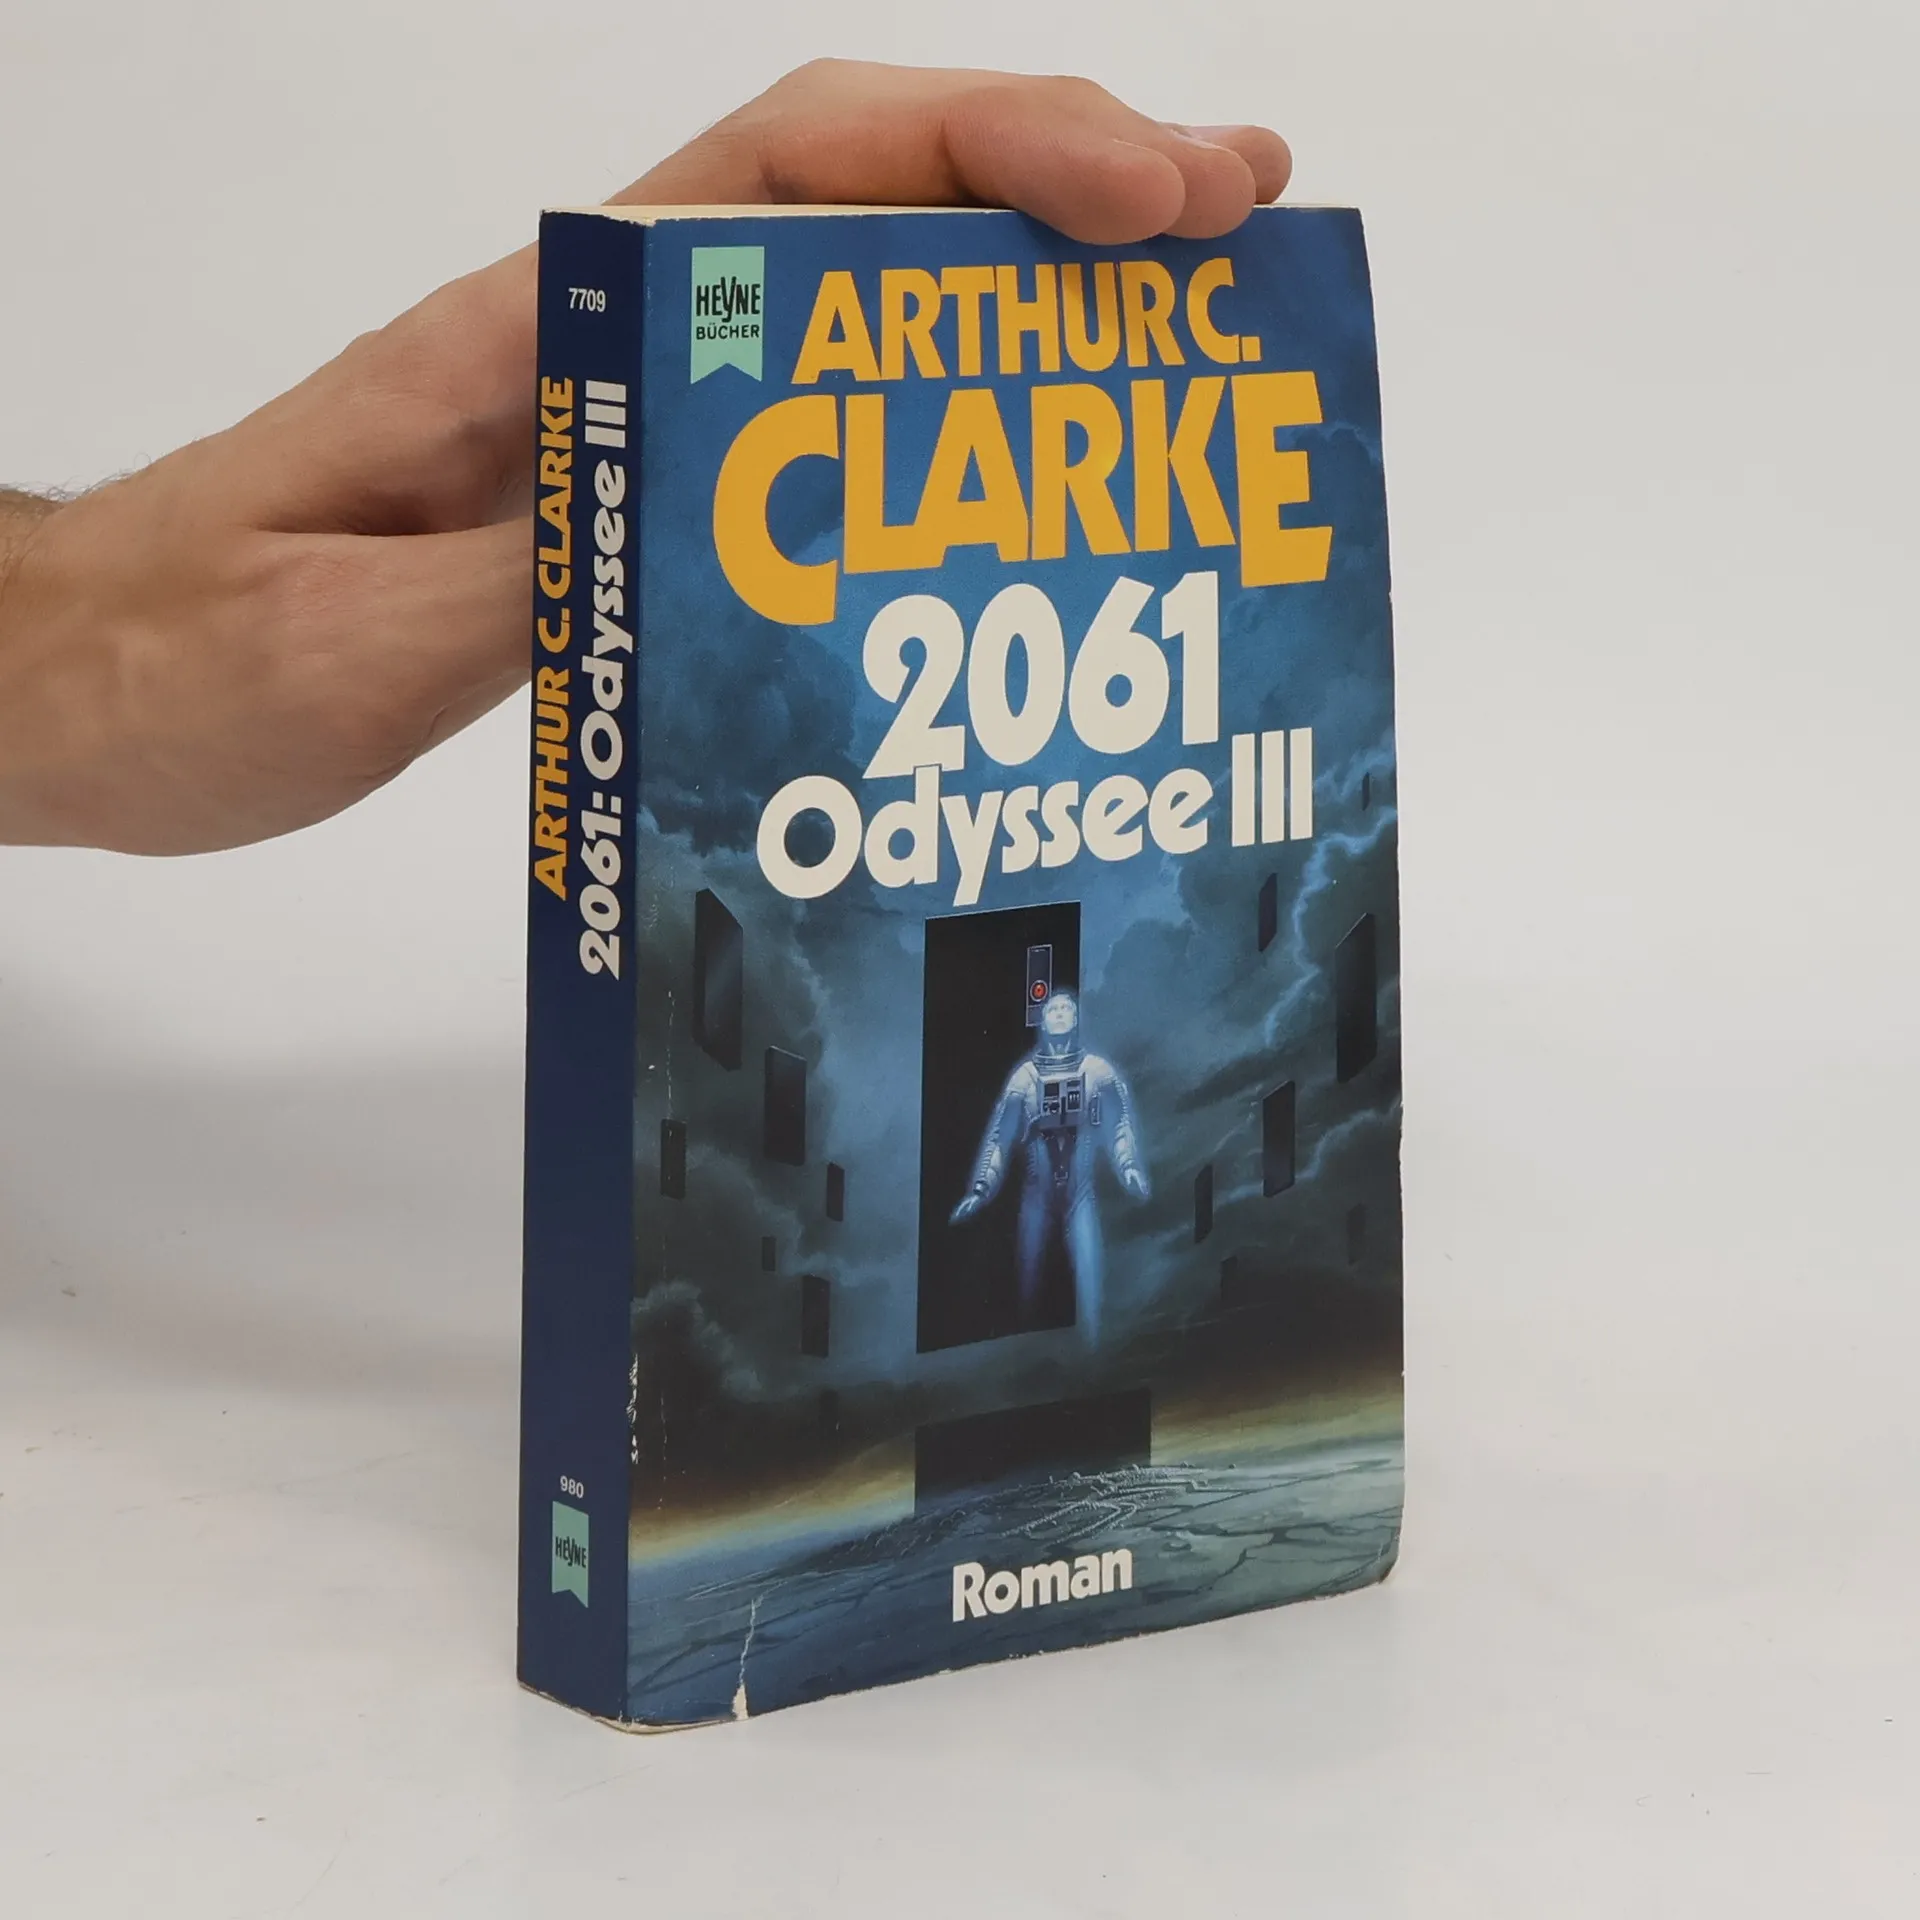 7709
ARTHUR C. CLARKE
2061: Odyssee III
980
HEYNE
HEYNE
BÜCHER
ARTHUR C.
CLARKE
2061
Odyssee III
Roman